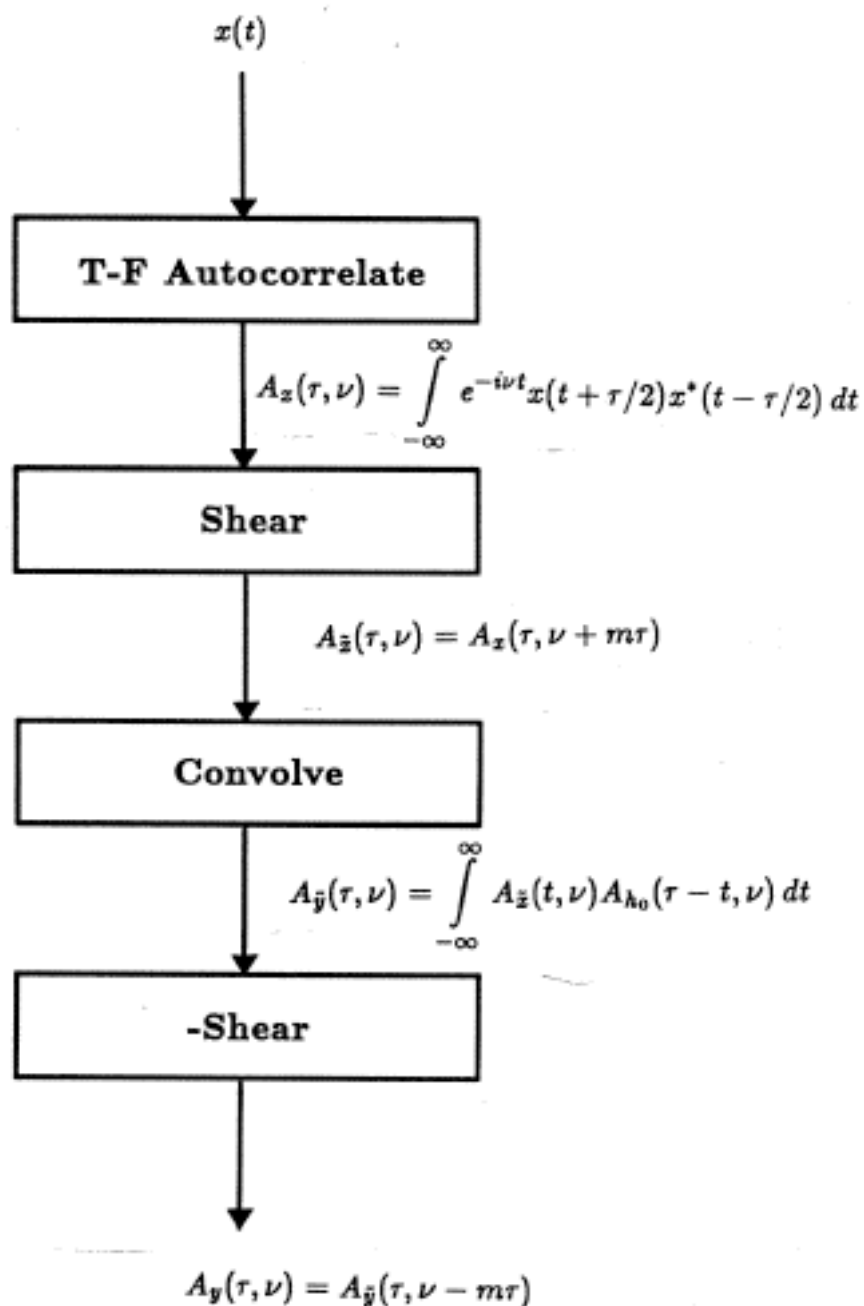 x(t)
T-F Autocorrelate
A_x(τ, ν) = ∫_{-∞}^{∞} e^{-iνt} x(t + τ/2) x*(t − τ/2) dt
Shear
A_x̃(τ, ν) = A_x(τ, ν + mτ)
Convolve
A_ỹ(τ, ν) = ∫_{-∞}^{∞} A_x̃(t, ν) A_{h_0}(τ − t, ν) dt
-Shear
A_y(τ, ν) = A_ỹ(τ, ν − mτ)